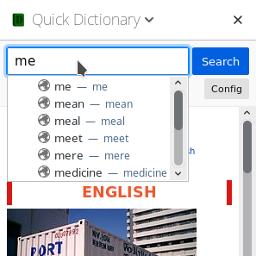 Quick Dictionary
me
Search
Config
me — me
mean — mean
meal — meal
meet — meet
mere — mere
medicine — medicine
ENGLISH
PORT